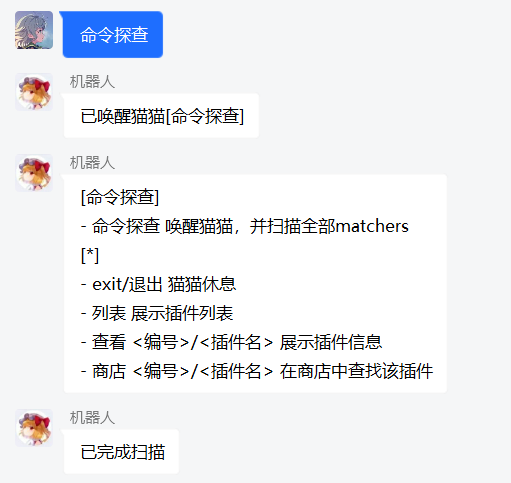 命令探查
机器人
已唤醒猫猫[命令探查]
机器人
[命令探查]
- 命令探查 唤醒猫猫，并扫描全部matchers
[*]
- exit/退出 猫猫休息
- 列表 展示插件列表
- 查看 <编号>/<插件名> 展示插件信息
- 商店 <编号>/<插件名> 在商店中查找该插件
机器人
已完成扫描